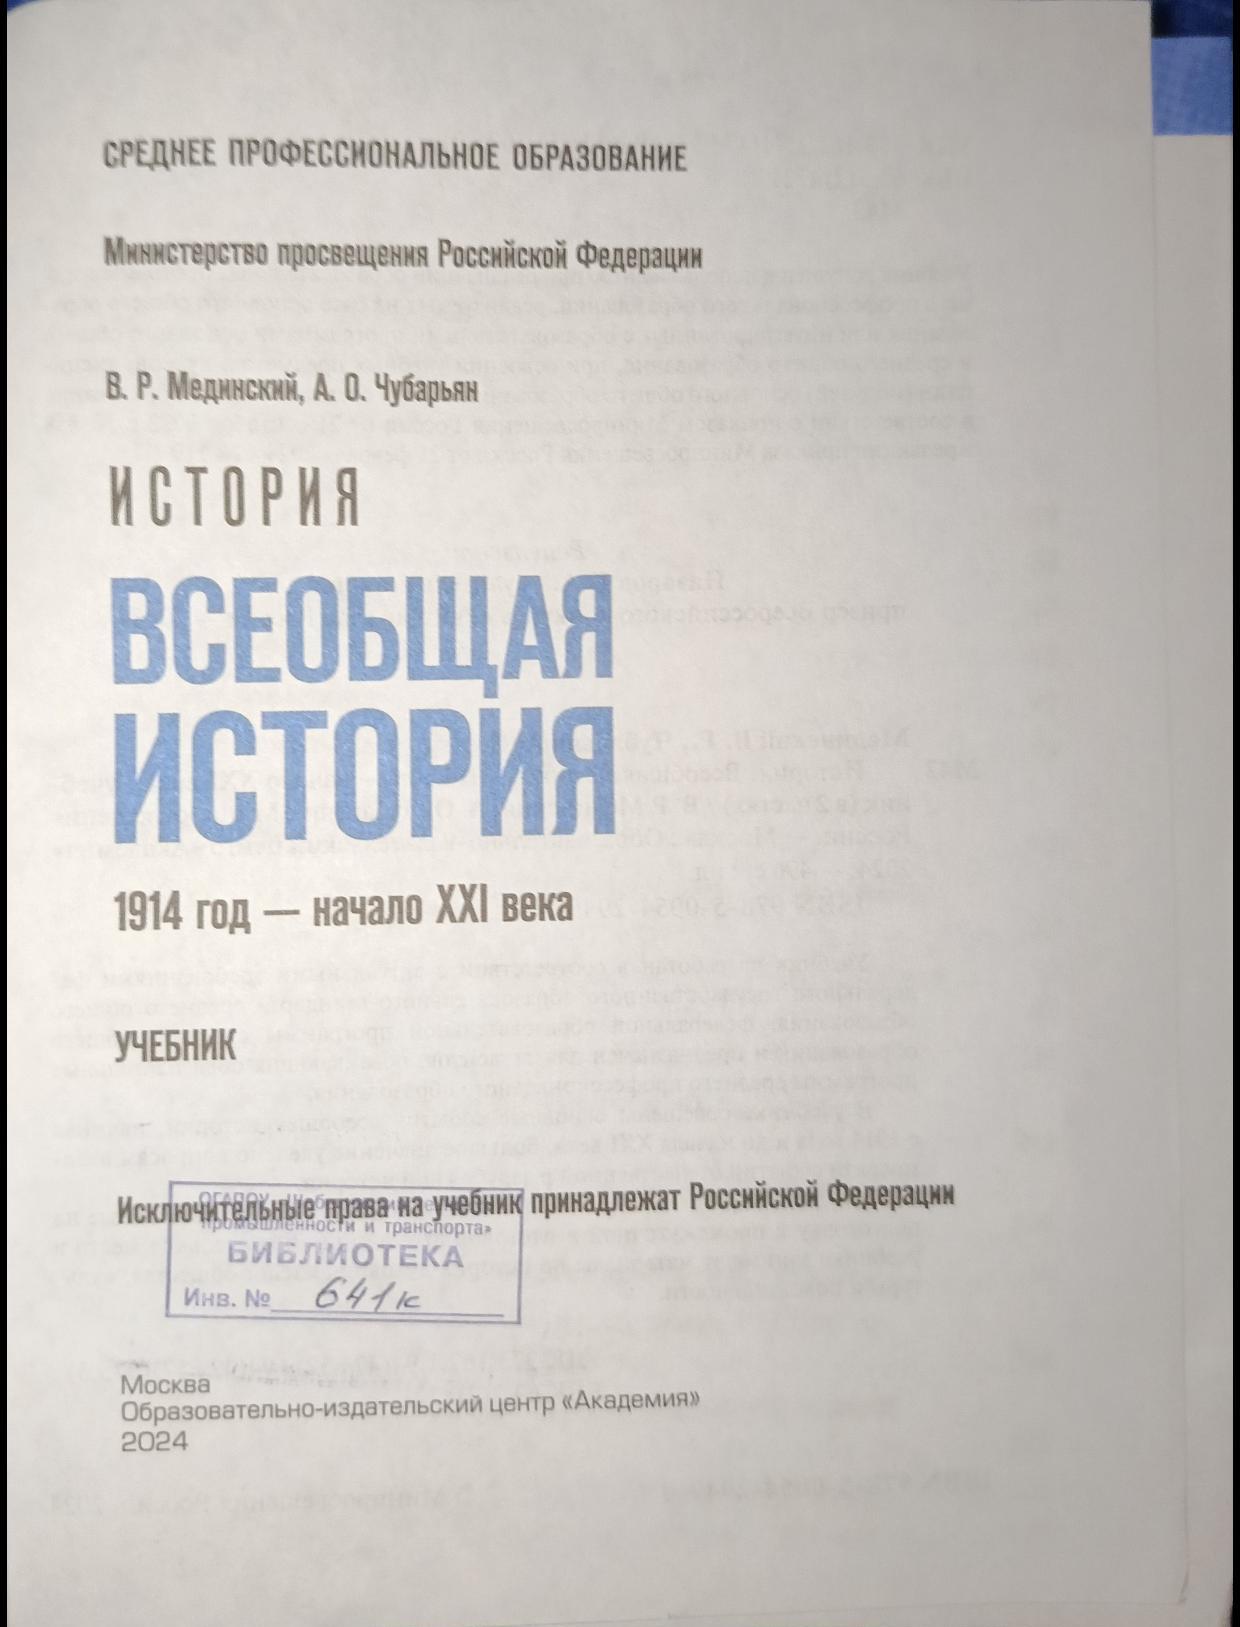 СРЕДНЕЕ ПРОФЕССИОНАЛЬНОЕ ОБРАЗОВАНИЕ
Министерство просвещения Российской Федерации
В. Р. Мединский, А. О. Чубарьян
ИСТОРИЯ
ВСЕОБЩАЯ
ИСТОРИЯ
1914 год — начало XXI века
УЧЕБНИК
Исключительные права на учебник принадлежат Российской Федерации
ОГАПОУ
промышленности и транспорта»
БИБЛИОТЕКА
Инв. № 641к
Москва
Образовательно-издательский центр «Академия»
2024